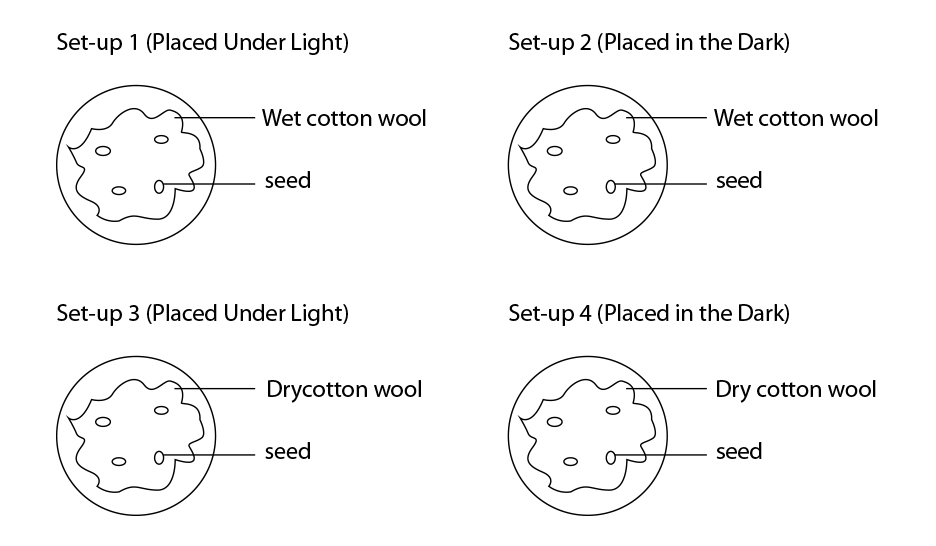 Set-up 1 (Placed Under Light)
Wet cotton wool
seed
Set-up 2 (Placed in the Dark)
Wet cotton wool
seed
Set-up 3 (Placed Under Light)
Drycotton wool
seed
Set-up 4 (Placed in the Dark)
Dry cotton wool
seed